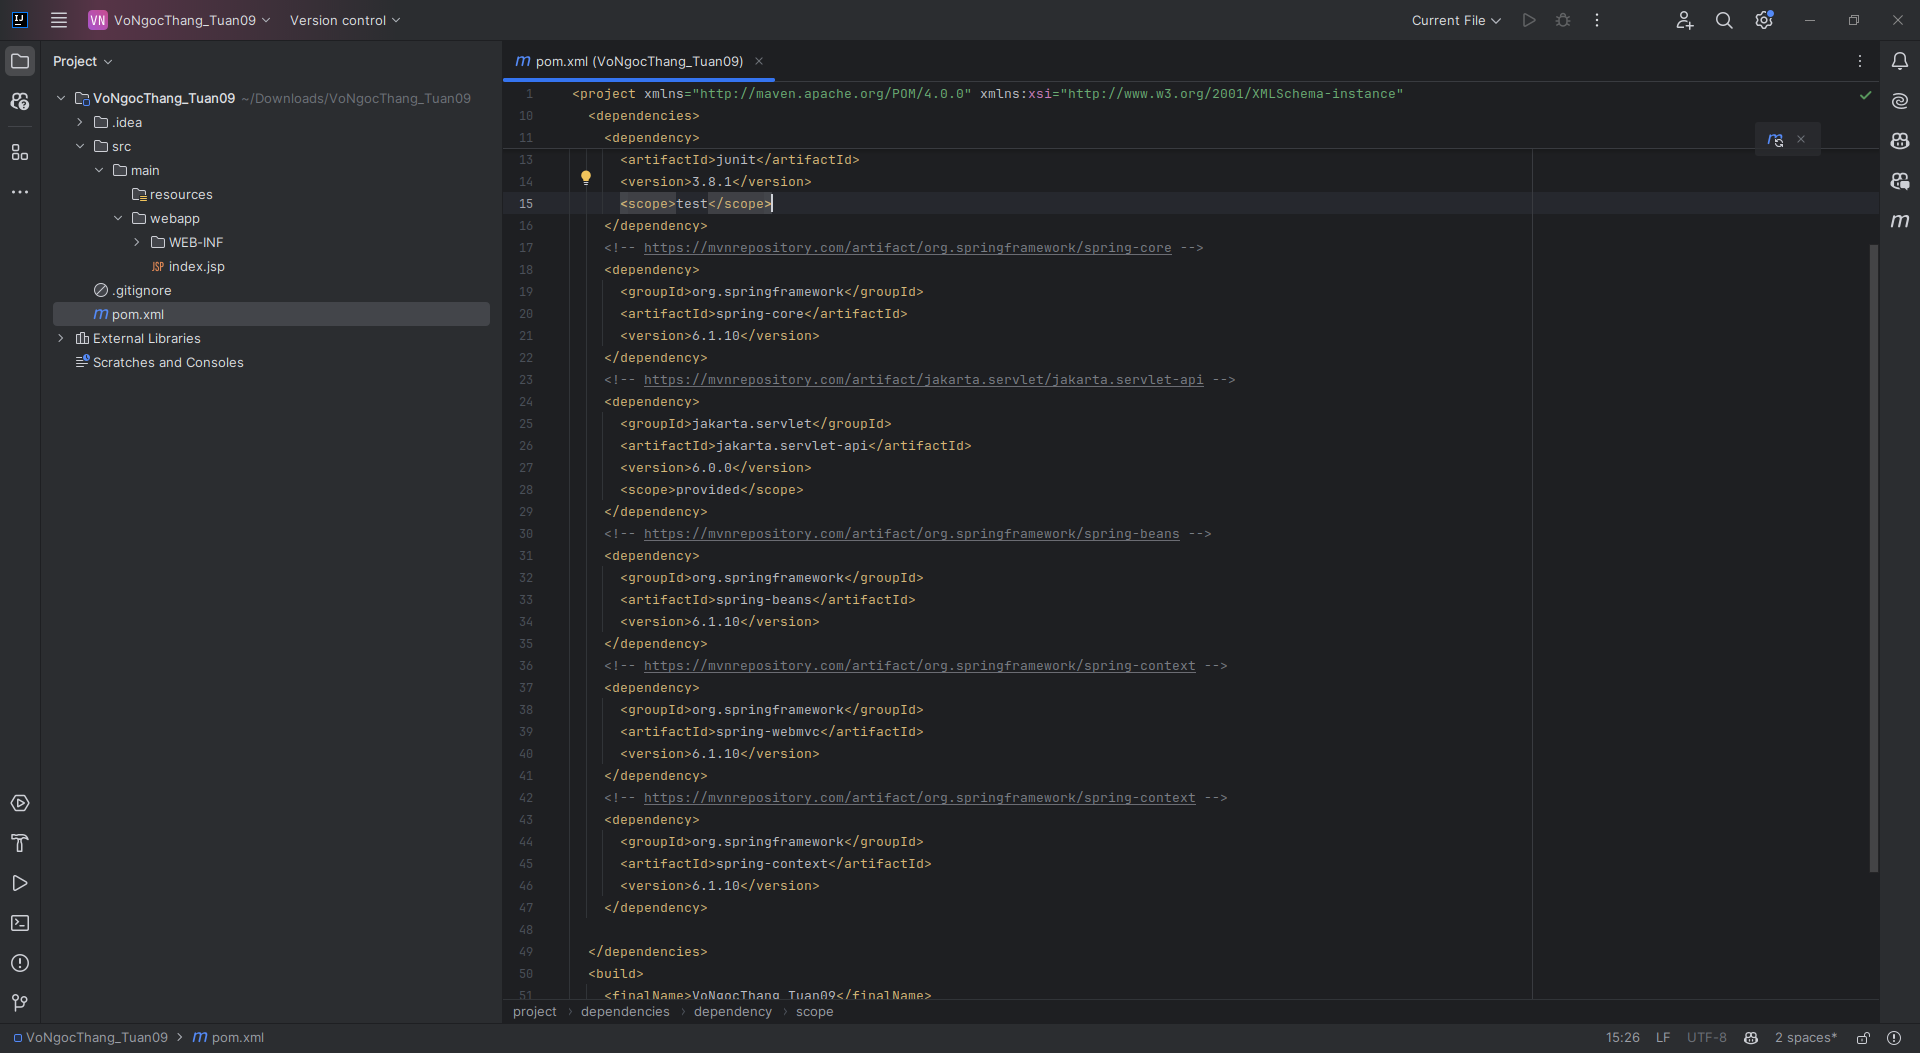 VN VoNgocThang_Tuan09 Version control Current File
Project
VoNgocThang_Tuan09 ~/Downloads/VoNgocThang_Tuan09
.idea
src
main
resources
webapp
WEB-INF
JSP index.jsp
.gitignore
m pom.xml
External Libraries
Scratches and Consoles
m pom.xml (VoNgocThang_Tuan09)
1 <project xmlns="http://maven.apache.org/POM/4.0.0" xmlns:xsi="http://www.w3.org/2001/XMLSchema-instance"
10 <dependencies>
11 <dependency>
13 <artifactId>junit</artifactId>
14 <version>3.8.1</version>
15 <scope>test</scope>
16 </dependency>
17 <!-- https://mvnrepository.com/artifact/org.springframework/spring-core -->
18 <dependency>
19 <groupId>org.springframework</groupId>
20 <artifactId>spring-core</artifactId>
21 <version>6.1.10</version>
22 </dependency>
23 <!-- https://mvnrepository.com/artifact/jakarta.servlet/jakarta.servlet-api -->
24 <dependency>
25 <groupId>jakarta.servlet</groupId>
26 <artifactId>jakarta.servlet-api</artifactId>
27 <version>6.0.0</version>
28 <scope>provided</scope>
29 </dependency>
30 <!-- https://mvnrepository.com/artifact/org.springframework/spring-beans -->
31 <dependency>
32 <groupId>org.springframework</groupId>
33 <artifactId>spring-beans</artifactId>
34 <version>6.1.10</version>
35 </dependency>
36 <!-- https://mvnrepository.com/artifact/org.springframework/spring-context -->
37 <dependency>
38 <groupId>org.springframework</groupId>
39 <artifactId>spring-webmvc</artifactId>
40 <version>6.1.10</version>
41 </dependency>
42 <!-- https://mvnrepository.com/artifact/org.springframework/spring-context -->
43 <dependency>
44 <groupId>org.springframework</groupId>
45 <artifactId>spring-context</artifactId>
46 <version>6.1.10</version>
47 </dependency>
48
49 </dependencies>
50 <build>
51 <finalName>VoNgocThang_Tuan09</finalName>
project › dependencies › dependency › scope
VoNgocThang_Tuan09 > m pom.xml 15:26 LF UTF-8 2 spaces*